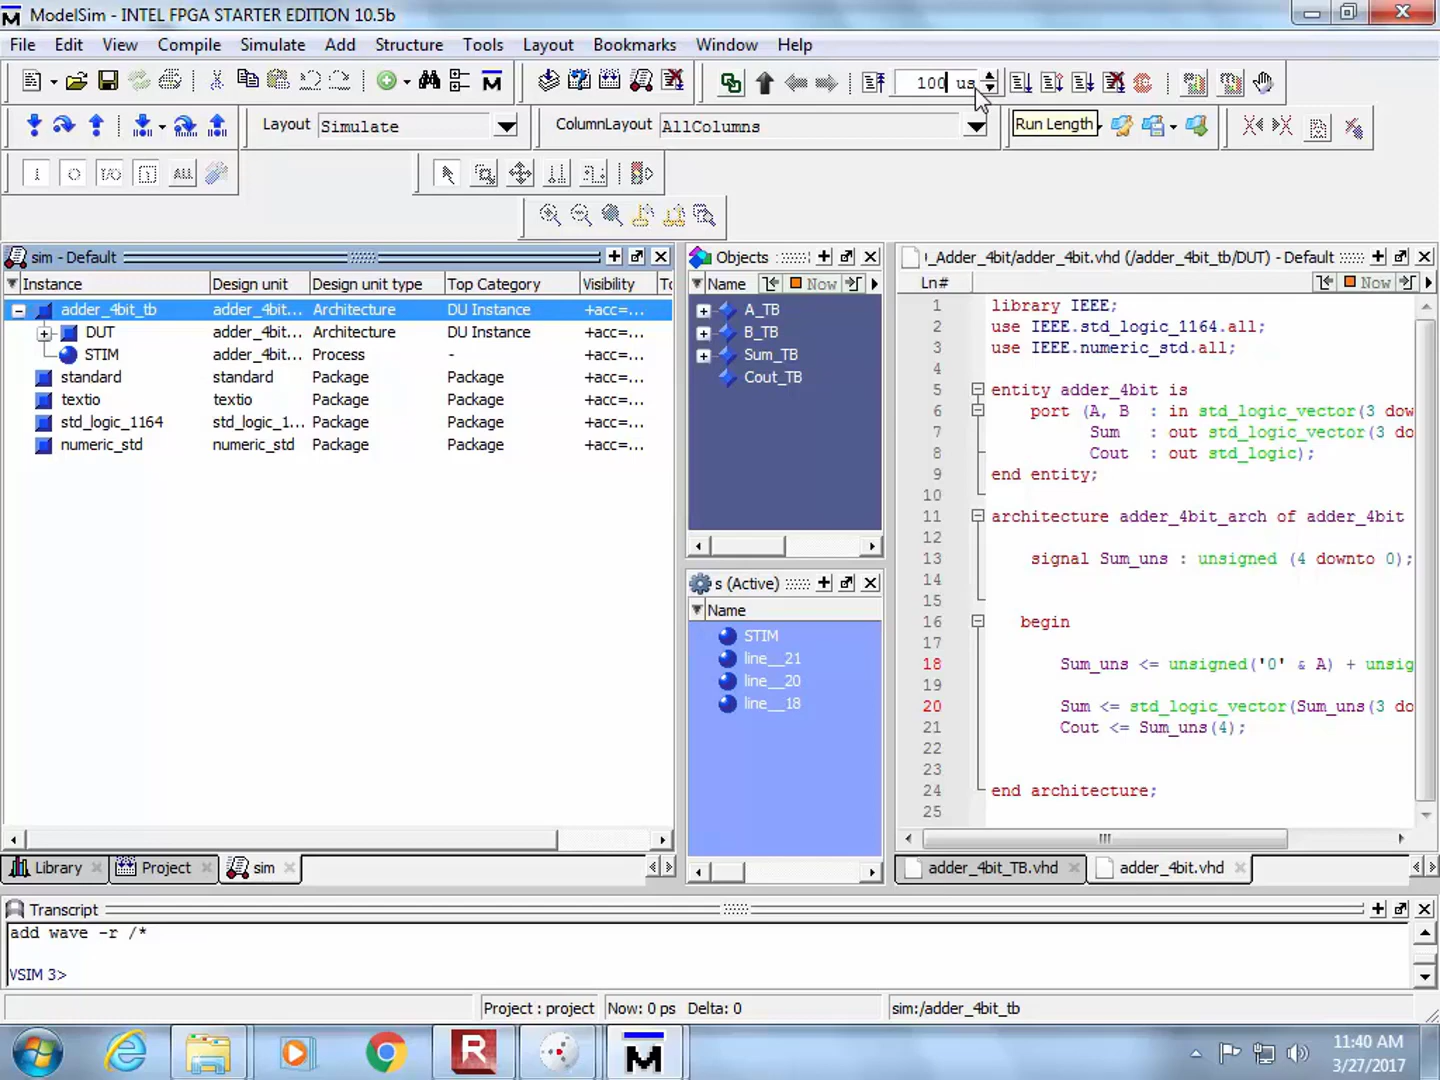 ModelSim - INTEL FPGA STARTER EDITION 10.5b
File Edit View Compile Simulate Add Structure Tools Layout Bookmarks Window Help
100 us
Layout Simulate ColumnLayout AllColumns Run Length
I O I/O ALL
sim - Default
Instance Design unit Design unit type Top Category Visibility
adder_4bit_tb adder_4bit... Architecture DU Instance +acc=...
DUT adder_4bit... Architecture DU Instance +acc=...
STIM adder_4bit... Process - +acc=...
standard standard Package Package +acc=...
textio textio Package Package +acc=...
std_logic_1164 std_logic_1... Package Package +acc=...
numeric_std numeric_std Package Package +acc=...
Library Project sim
Objects
Name Now
A_TB
B_TB
Sum_TB
Cout_TB
s (Active)
Name
STIM
line__21
line__20
line__18
_Adder_4bit/adder_4bit.vhd (/adder_4bit_tb/DUT) - Default
Ln# Now
1 library IEEE;
2 use IEEE.std_logic_1164.all;
3 use IEEE.numeric_std.all;
4
5 entity adder_4bit is
6 port (A, B : in std_logic_vector(3 dow
7 Sum : out std_logic_vector(3 do
8 Cout : out std_logic);
9 end entity;
10
11 architecture adder_4bit_arch of adder_4bit
12
13 signal Sum_uns : unsigned (4 downto 0);
14
15
16 begin
17
18 Sum_uns <= unsigned('0' & A) + unsig
19
20 Sum <= std_logic_vector(Sum_uns(3 do
21 Cout <= Sum_uns(4);
22
23
24 end architecture;
25
adder_4bit_TB.vhd adder_4bit.vhd
Transcript
add wave -r /*
VSIM 3>
Project : project Now: 0 ps Delta: 0 sim:/adder_4bit_tb
11:40 AM
3/27/2017